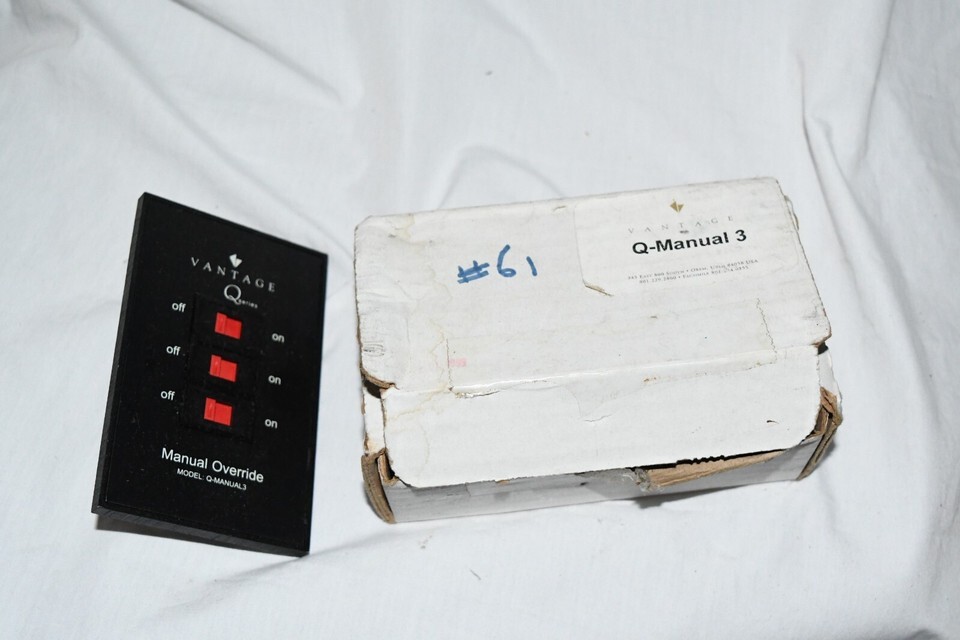 VANTAGE
Q series
off
on
off
on
off
on
Manual Override
MODEL: Q-MANUAL3
#61
VANTAGE
Q-Manual 3